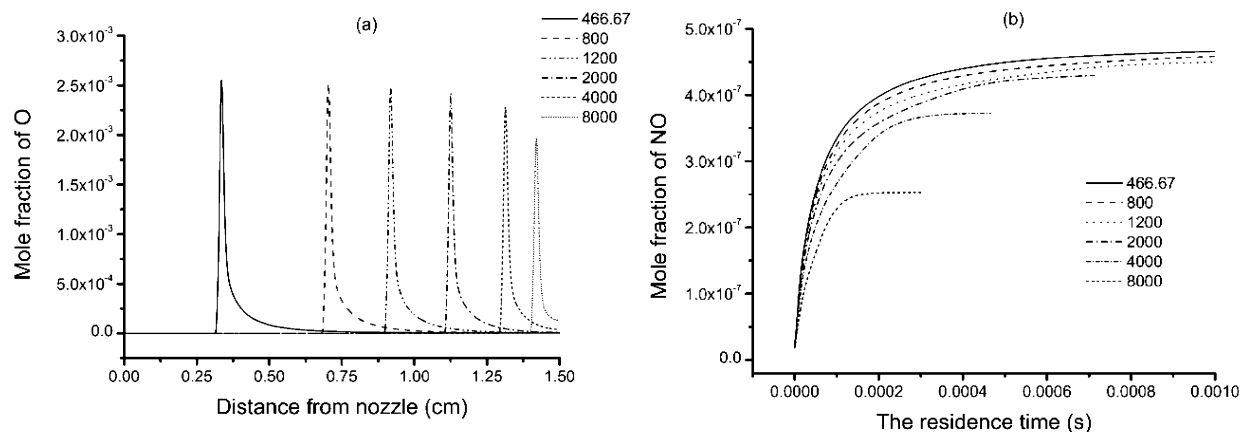 (a)
466.67
800
1200
2000
4000
8000
3.0x10⁻³
2.5x10⁻³
2.0x10⁻³
1.5x10⁻³
1.0x10⁻³
5.0x10⁻⁴
0.0
Mole fraction of O
0.00
0.25
0.50
0.75
1.00
1.25
1.50
Distance from nozzle (cm)
(b)
5.0x10⁻⁷
4.0x10⁻⁷
3.0x10⁻⁷
2.0x10⁻⁷
1.0x10⁻⁷
0.0
Mole fraction of NO
466.67
800
1200
2000
4000
8000
0.0000
0.0002
0.0004
0.0006
0.0008
0.0010
The residence time (s)